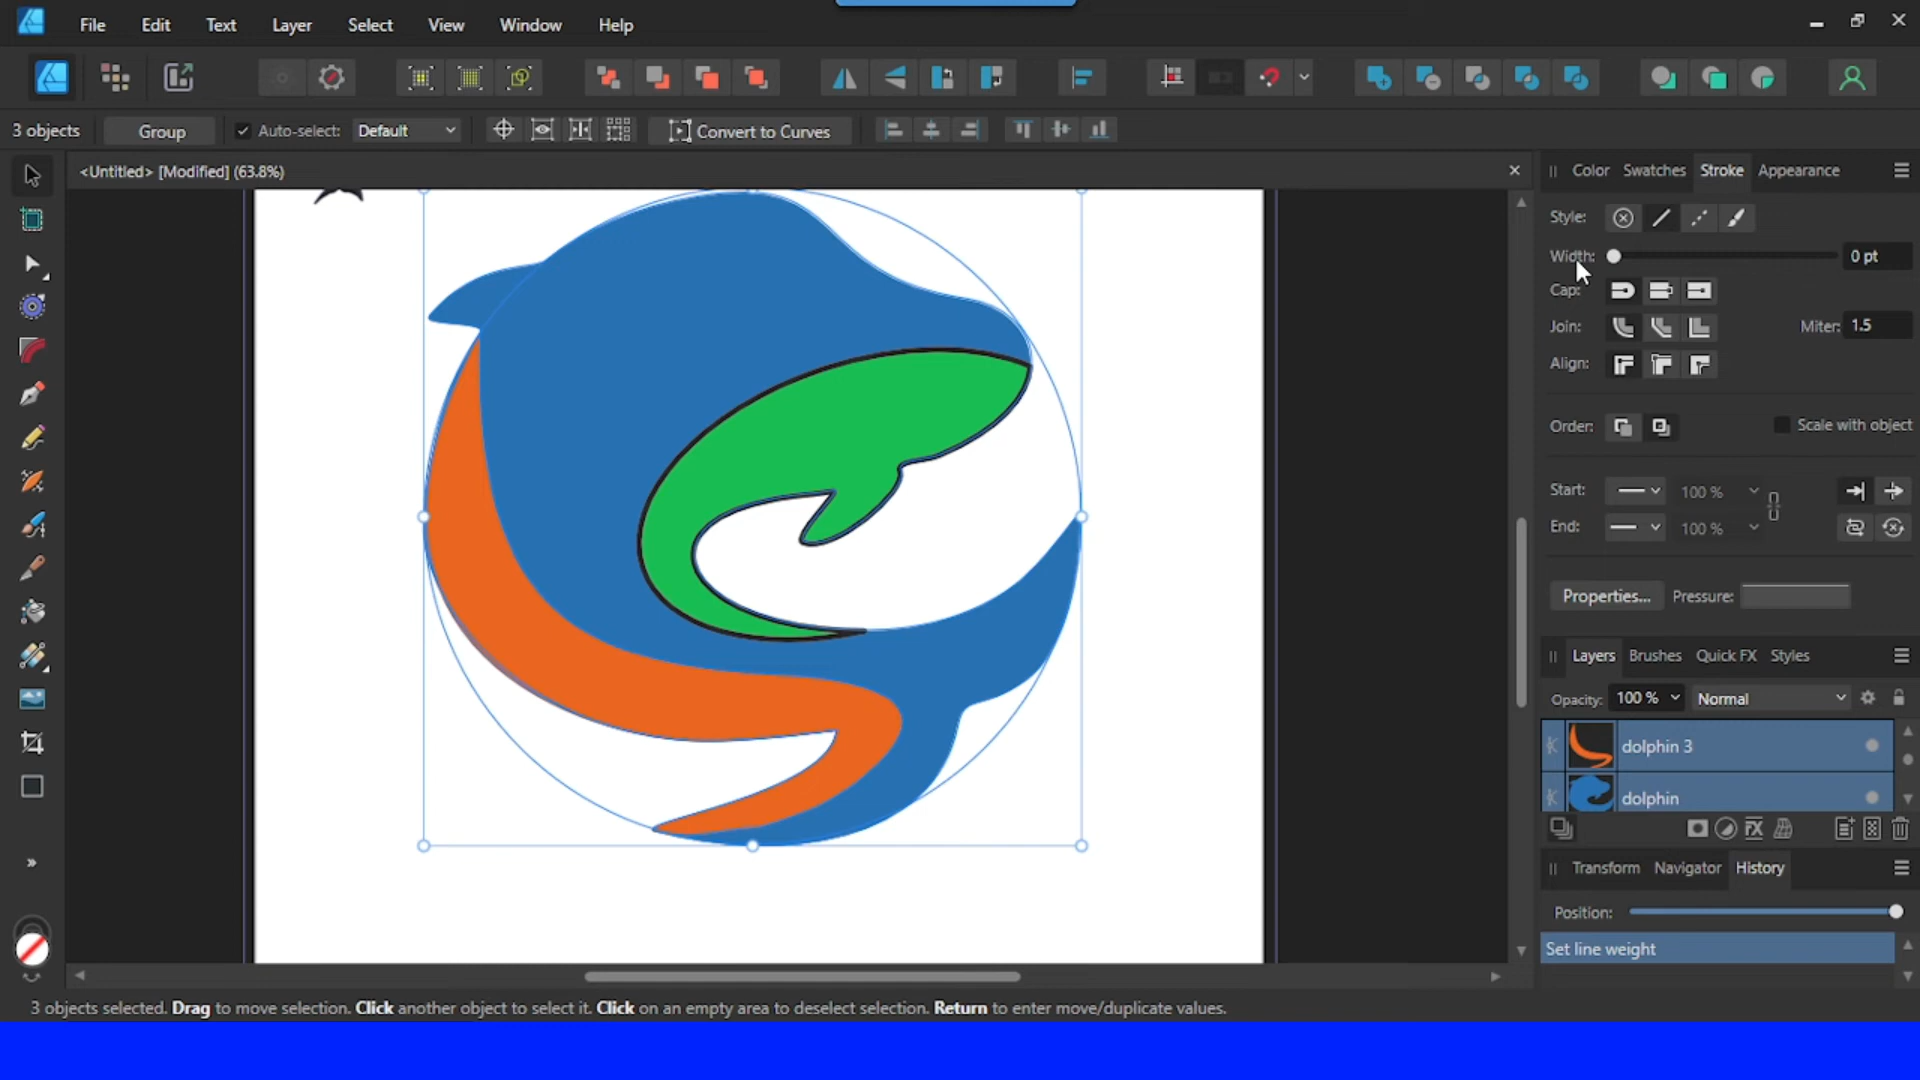 File Edit Text Layer Select View Window Help
3 objects Group Auto-select: Default Convert to Curves
<Untitled> [Modified] (63.8%)
Color Swatches Stroke Appearance
Style:
Width: 0 pt
Cap:
Join: Miter: 1.5
Align:
Order: Scale with object
Start: 100 %
End: 100 %
Properties... Pressure:
Layers Brushes Quick FX Styles
Opacity: 100 % Normal
dolphin 3
dolphin
FX
Transform Navigator History
Position:
Set line weight
3 objects selected. Drag to move selection. Click another object to select it. Click on an empty area to deselect selection. Return to enter move/duplicate values.